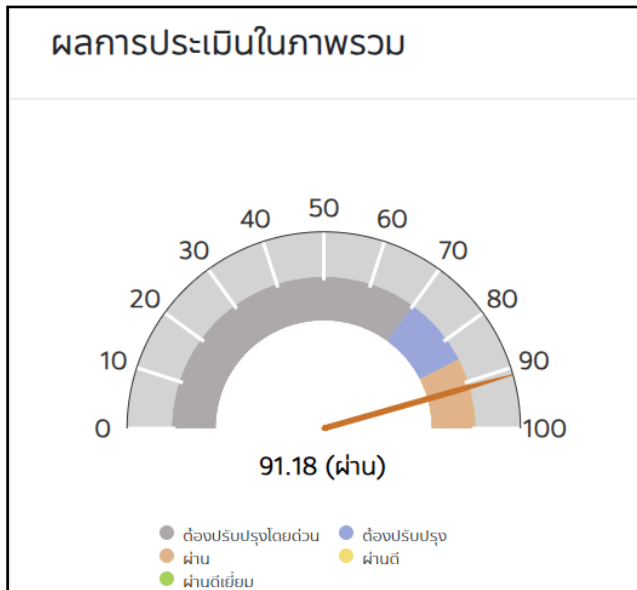 ผลการประเมินในภาพรวม
50
40 60
30 70
20 80
10 90
0 100
91.18 (ผ่าน)
ต้องปรับปรุงโดยด่วน ต้องปรับปรุง
ผ่าน ผ่านดี
ผ่านดีเยี่ยม